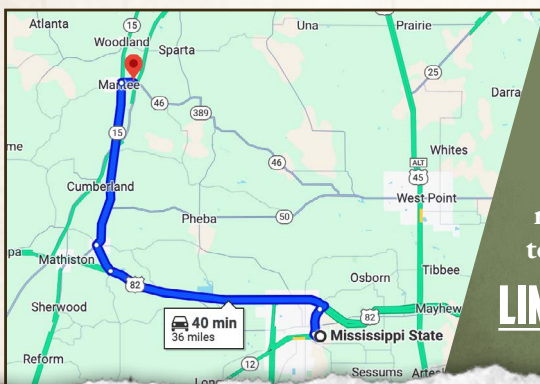 Atlanta
15
Una
Prairie
Woodland
Sparta
25
Mantee
46
389
Darra
15
46
Whites
ALT
45
Cumberland
West Point
Pheba
50
Mathiston
82
Osborn
Tibbee
Sherwood
82
Mayhew
40 min
36 miles
Mississippi State
Reform
12
Sessums
LIN